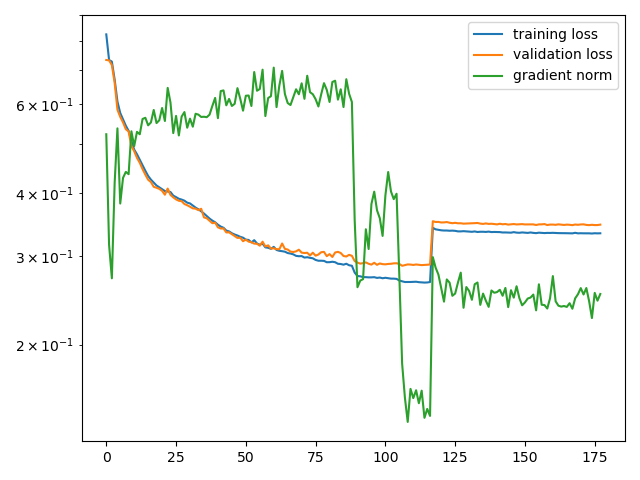 training loss
validation loss
gradient norm
6 × 10⁻¹
4 × 10⁻¹
3 × 10⁻¹
2 × 10⁻¹
0 25 50 75 100 125 150 175